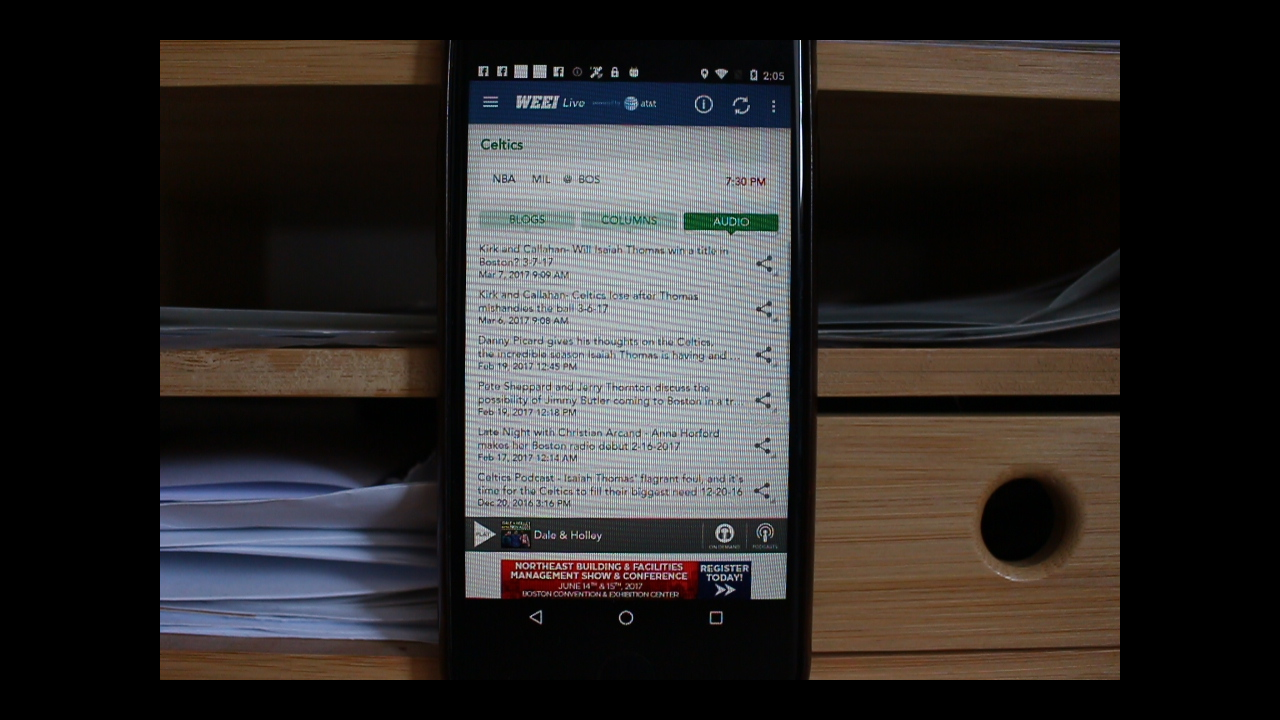 2:05
WEEI Live at&t
Celtics
NBA MIL @ BOS 7:30 PM
BLOGS COLUMNS AUDIO
Kirk and Callahan- Will Isaiah Thomas win a title in
Boston? 3-7-17
Mar 7, 2017 9:09 AM
Kirk and Callahan- Celtics lose after Thomas
mishandles the ball 3-6-17
Mar 6, 2017 9:08 AM
Danny Picard gives his thoughts on the Celtics,
the incredible season Isaiah Thomas is having and ...
Feb 19, 2017 12:45 PM
Pete Sheppard and Jerry Thornton discuss the
possibility of Jimmy Butler coming to Boston in a tr...
Feb 19, 2017 12:18 PM
Late Night with Christian Arcand - Anna Horford
makes her Boston radio debut 2-16-2017
Feb 17, 2017 12:14 AM
Celtics Podcast - Isaiah Thomas' flagrant foul, and it's
time for the Celtics to fill their biggest need 12-20-16
Dec 20, 2016 3:16 PM
PLAY Dale & Holley ON DEMAND PODCASTS
NORTHEAST BUILDING & FACILITIES
MANAGEMENT SHOW & CONFERENCE
JUNE 14TH & 15TH, 2017
BOSTON CONVENTION & EXHIBITION CENTER
REGISTER
TODAY!